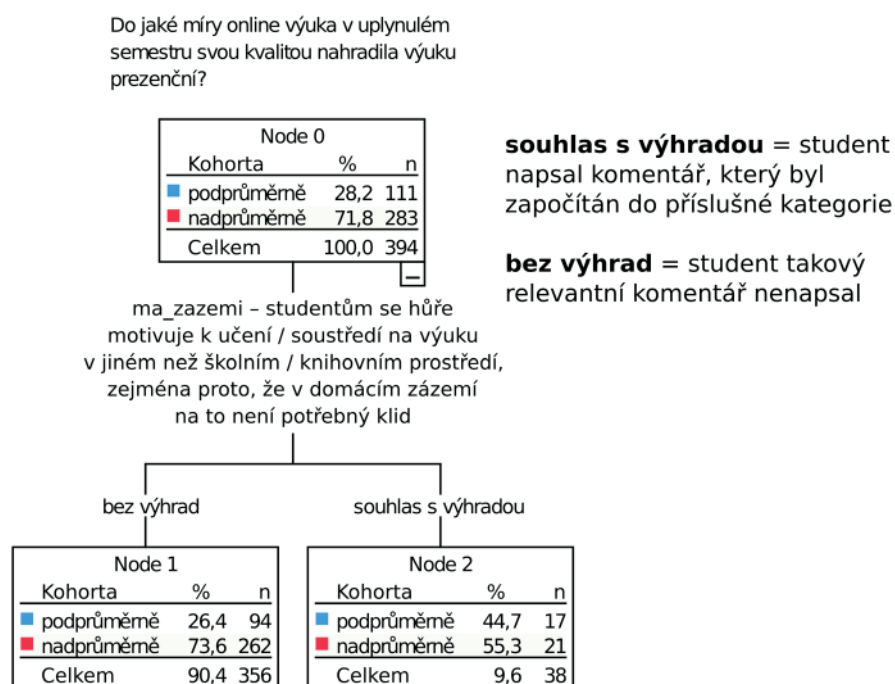 Do jaké míry online výuka v uplynulém
semestru svou kvalitou nahradila výuku
prezenční?
Node 0
Kohorta % n
podprůměrně 28,2 111
nadprůměrně 71,8 283
Celkem 100,0 394
souhlas s výhradou = student
napsal komentář, který byl
započítán do příslušné kategorie
bez výhrad = student takový
relevantní komentář nenapsal
ma_zazemi – studentům se hůře
motivuje k učení / soustředí na výuku
v jiném než školním / knihovním prostředí,
zejména proto, že v domácím zázemí
na to není potřebný klid
bez výhrad
souhlas s výhradou
Node 1
Kohorta % n
podprůměrně 26,4 94
nadprůměrně 73,6 262
Celkem 90,4 356
Node 2
Kohorta % n
podprůměrně 44,7 17
nadprůměrně 55,3 21
Celkem 9,6 38